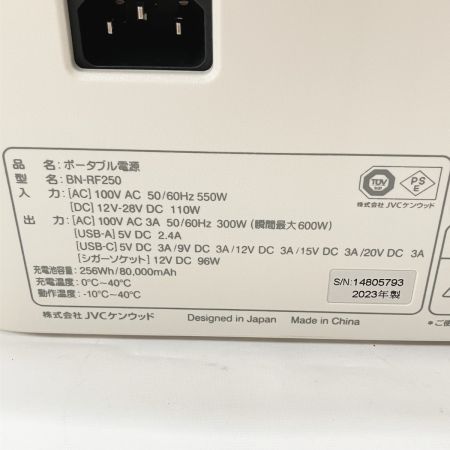 品　名：ポータブル電源
型　名：BN-RF250
入　力：[AC] 100V AC 50/60Hz 550W
[DC] 12V-28V DC 110W
出　力：[AC] 100V AC 3A 50/60Hz 300W（瞬間最大600W）
[USB-A] 5V DC 2.4A
[USB-C] 5V DC 3A/9V DC 3A/12V DC 3A/15V DC 3A/20V DC 3A
[シガーソケット] 12V DC 96W
充電池容量：256Wh/80,000mAh
充電温度：0℃～40℃
動作温度：-10℃～40℃
株式会社 JVCケンウッド Designed in Japan Made in China
TÜV
PS
E
株式会社 JVCケンウッド
S/N:14805793
2023年製
＊ご使